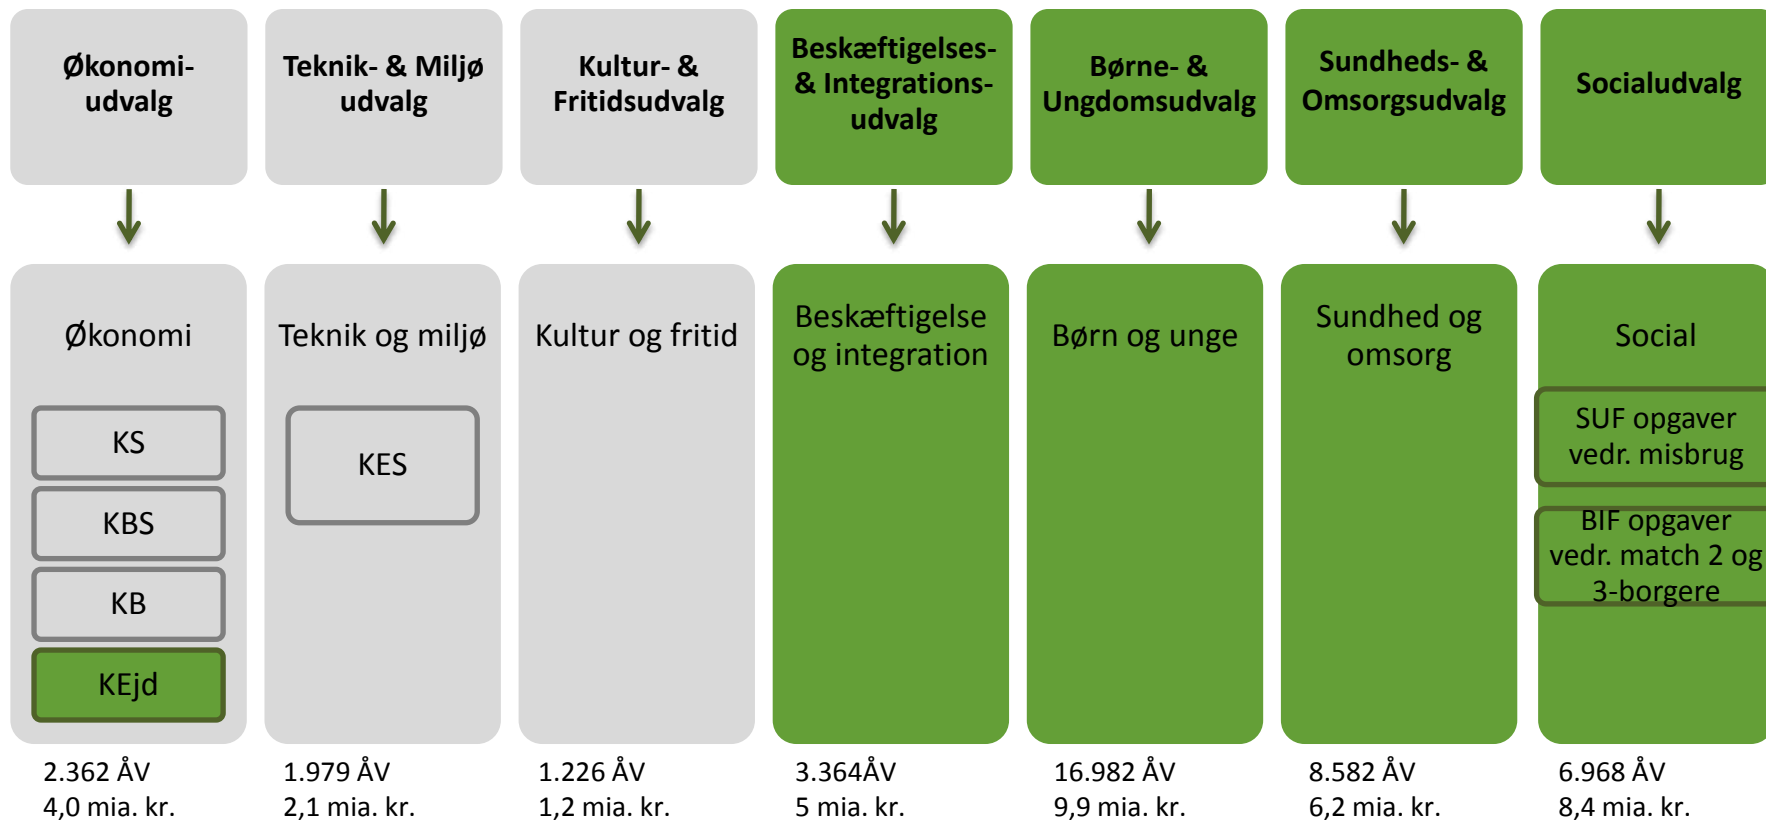 Økonomi-
udvalg
Teknik- & Miljø
udvalg
Kultur- &
Fritidsudvalg
Beskæftigelses-
& Integrations-
udvalg
Børne- &
Ungdomsudvalg
Sundheds- &
Omsorgsudvalg
Socialudvalg
Økonomi
KS
KBS
KB
KEjd
Teknik og miljø
KES
Kultur og fritid
Beskæftigelse
og integration
Børn og unge
Sundhed og
omsorg
Social
SUF opgaver
vedr. misbrug
BIF opgaver
vedr. match 2 og
3-borgere
2.362 ÅV
4,0 mia. kr.
1.979 ÅV
2,1 mia. kr.
1.226 ÅV
1,2 mia. kr.
3.364ÅV
5 mia. kr.
16.982 ÅV
9,9 mia. kr.
8.582 ÅV
6,2 mia. kr.
6.968 ÅV
8,4 mia. kr.